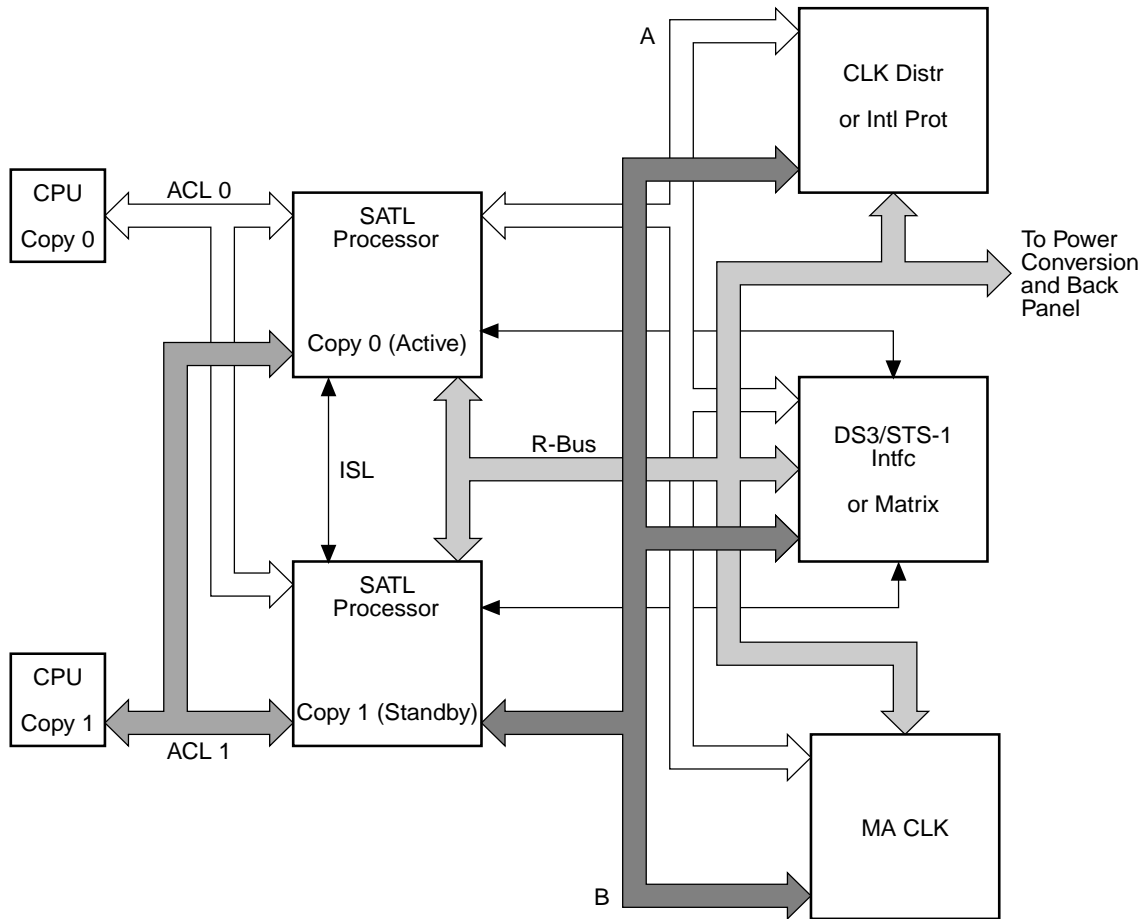 A
CLK Distr
or Intl Prot
CPU
Copy 0
ACL 0
SATL
Processor
Copy 0 (Active)
To Power
Conversion
and Back
Panel
ISL
R-Bus
DS3/STS-1
Intfc
or Matrix
SATL
Processor
Copy 1 (Standby)
CPU
Copy 1
ACL 1
MA CLK
B